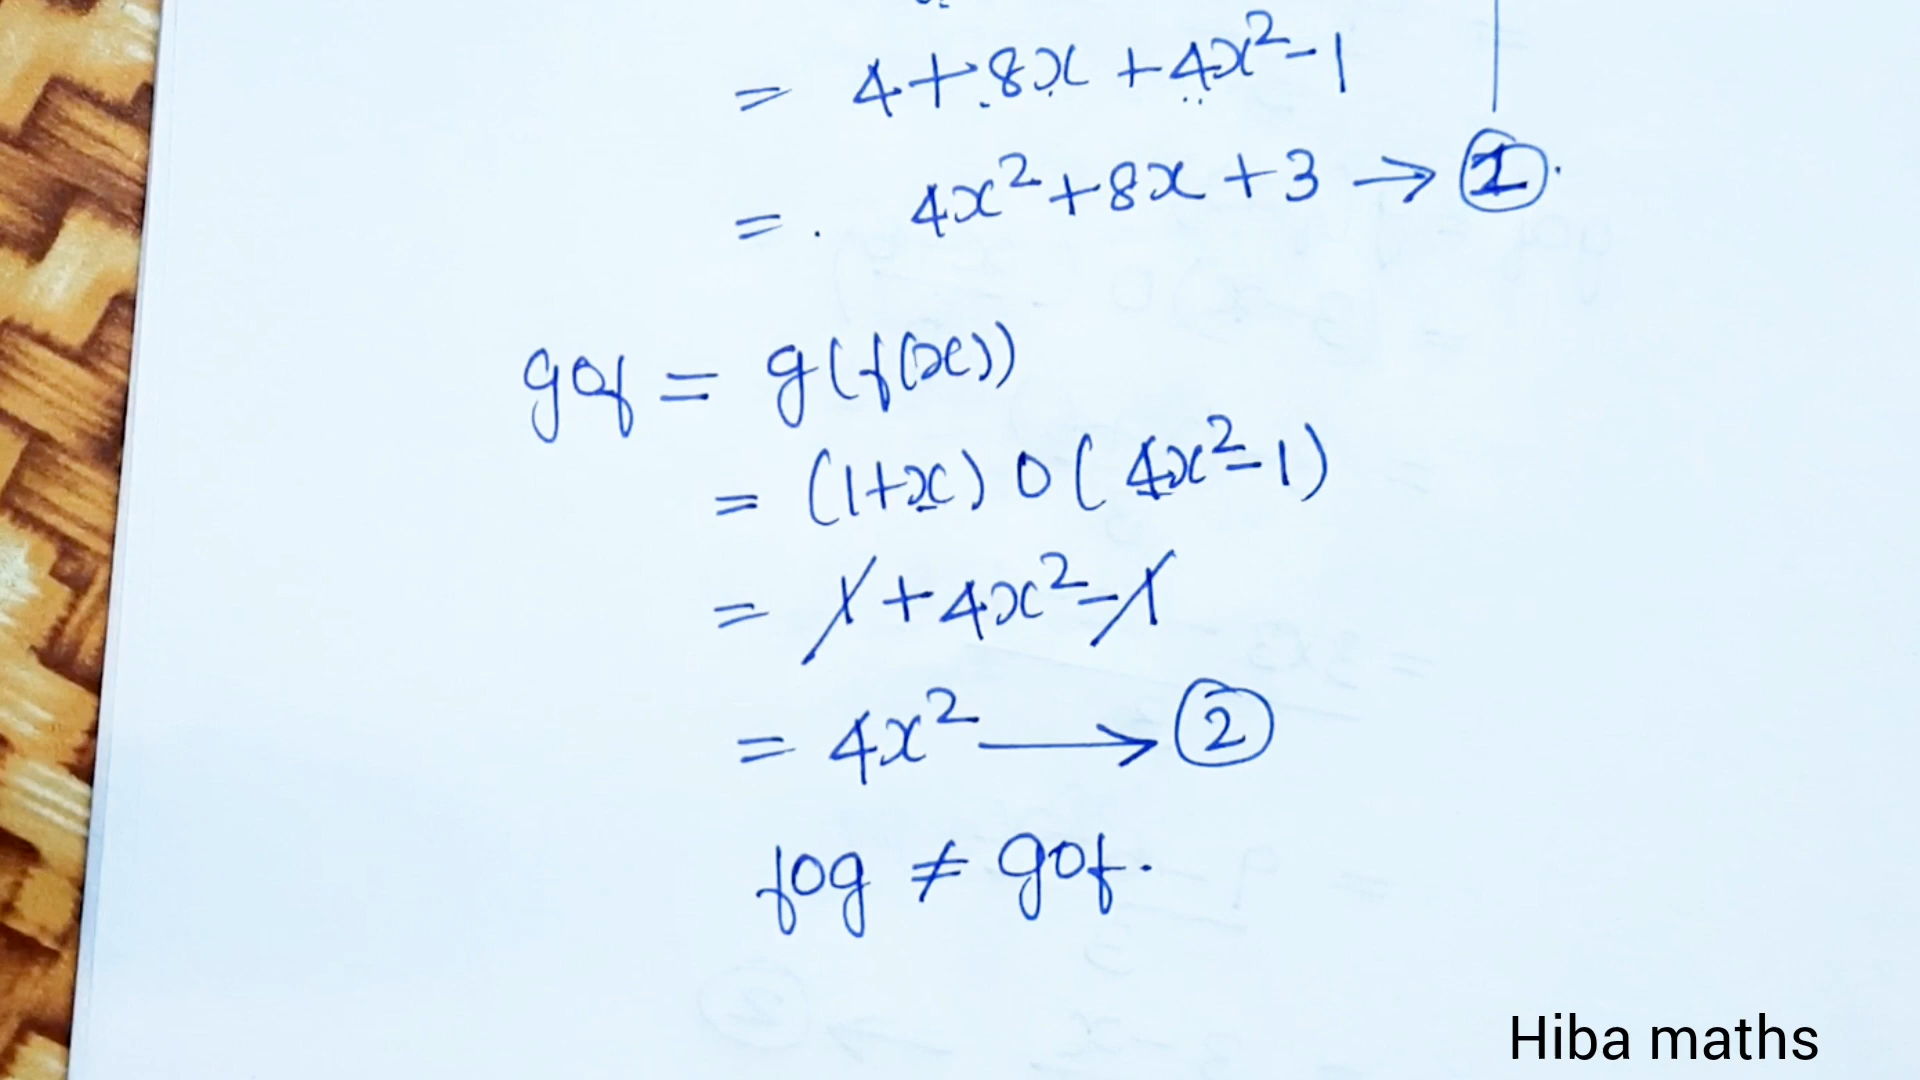 = 4+8x+4x²-1
= 4x²+8x+3 → ①.
gof = g(f(x))
= (1+x) o (4x²-1)
= 1+4x²-1
= 4x² → ②
fog ≠ gof.
Hiba maths